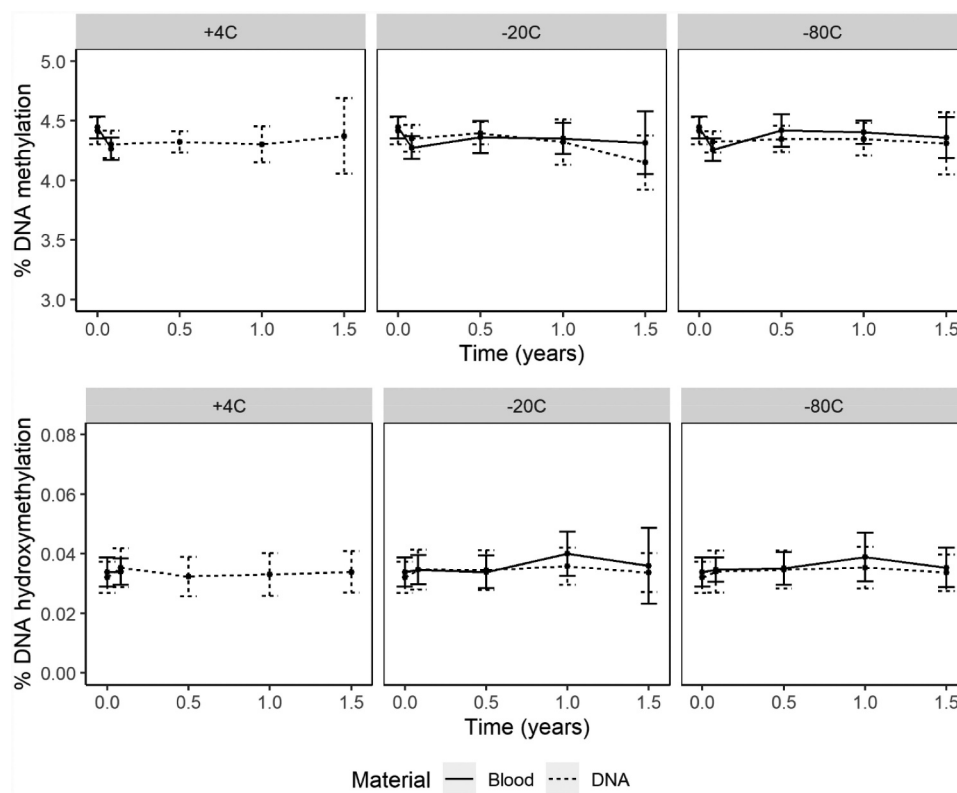 +4C -20C -80C
% DNA methylation
5.0
4.5
4.0
3.5
3.0
0.0 0.5 1.0 1.5 0.0 0.5 1.0 1.5 0.0 0.5 1.0 1.5
Time (years)
+4C -20C -80C
% DNA hydroxymethylation
0.08
0.06
0.04
0.02
0.00
0.0 0.5 1.0 1.5 0.0 0.5 1.0 1.5 0.0 0.5 1.0 1.5
Time (years)
Material Blood DNA